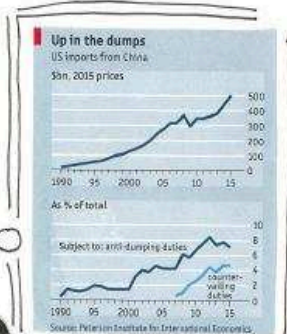 Up in the dumps
US imports from China
$bn, 2015 prices
500
400
300
200
100
0
1990 95 2000 05 10 15
As % of total
10
8
6
4
2
0
Subject to: anti-dumping duties
counter-
vailing
duties
1990 95 2000 05 10 15
Source: Peterson Institute for International Economics